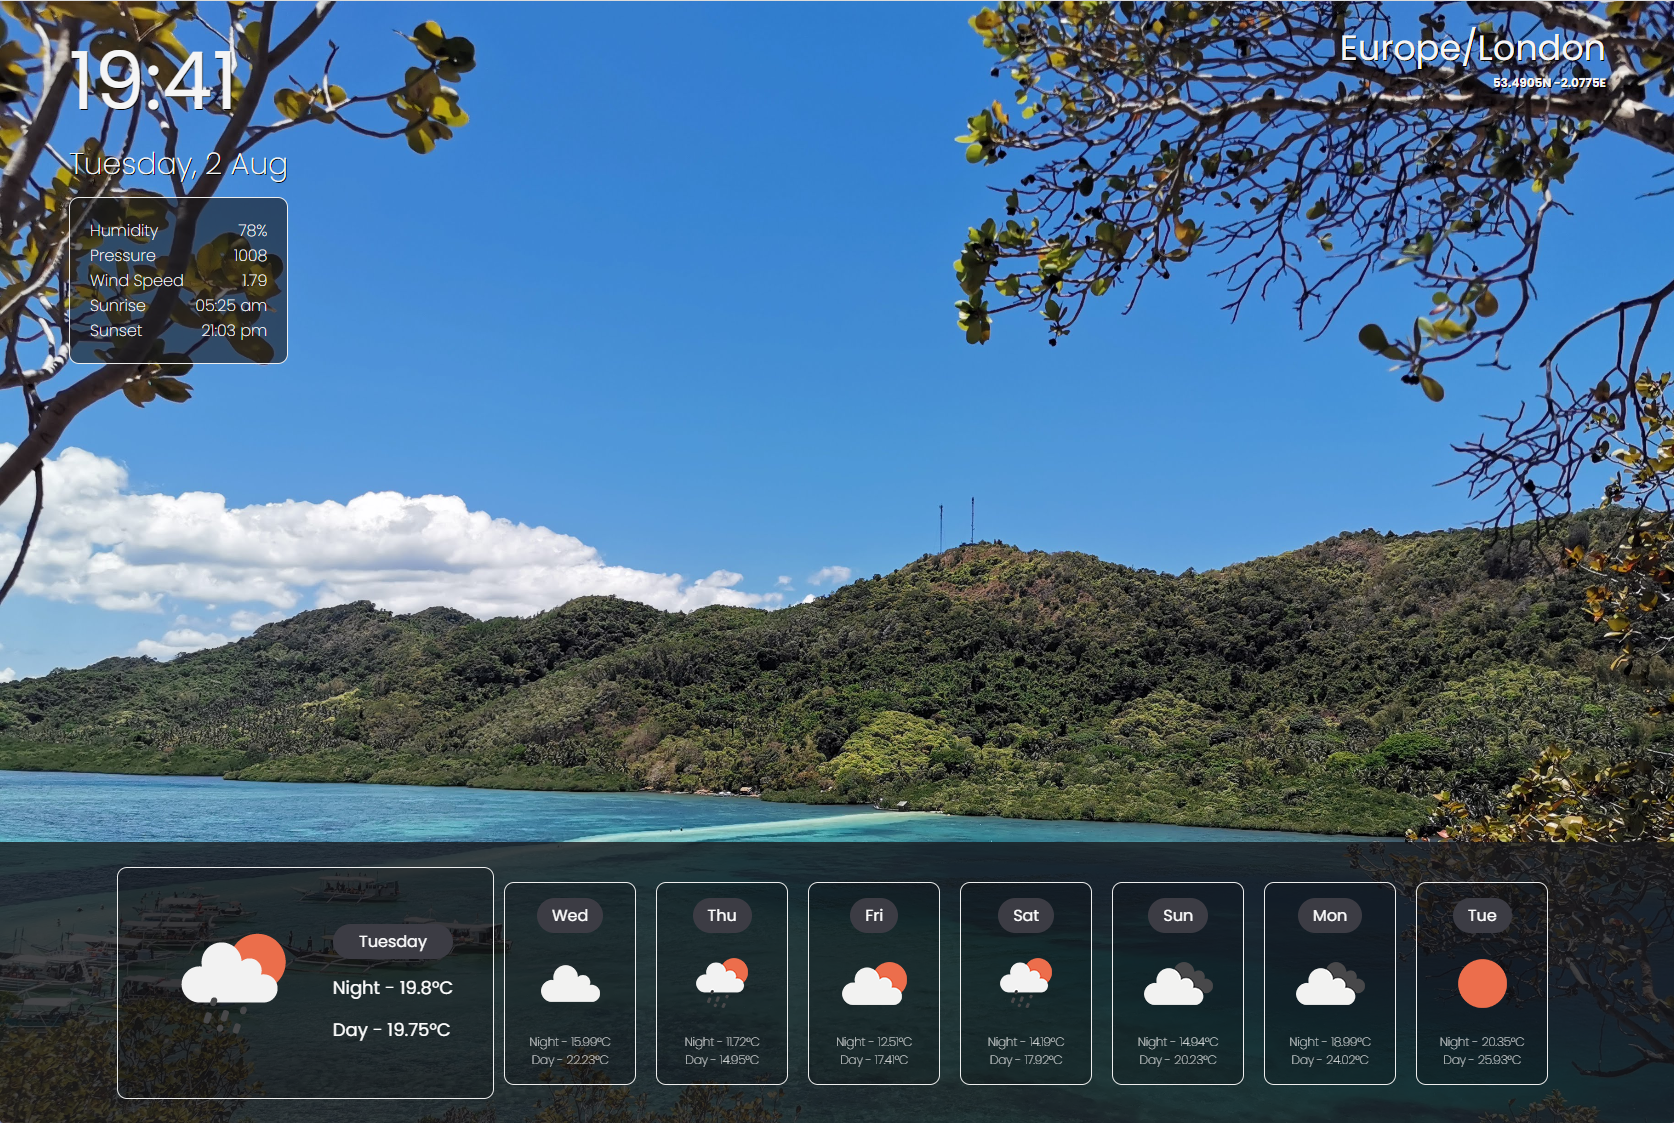 19:41
Tuesday, 2 Aug
Humidity 78%
Pressure 1008
Wind Speed 1.79
Sunrise 05:25 am
Sunset 21:03 pm
Europe/London
53.4905N -2.0775E
Tuesday
Night - 19.8°C
Day - 19.75°C
Wed
Night - 15.99°C
Day - 22.23°C
Thu
Night - 11.72°C
Day - 14.95°C
Fri
Night - 12.51°C
Day - 17.41°C
Sat
Night - 14.19°C
Day - 17.92°C
Sun
Night - 14.94°C
Day - 20.23°C
Mon
Night - 18.99°C
Day - 24.02°C
Tue
Night - 20.35°C
Day - 25.93°C